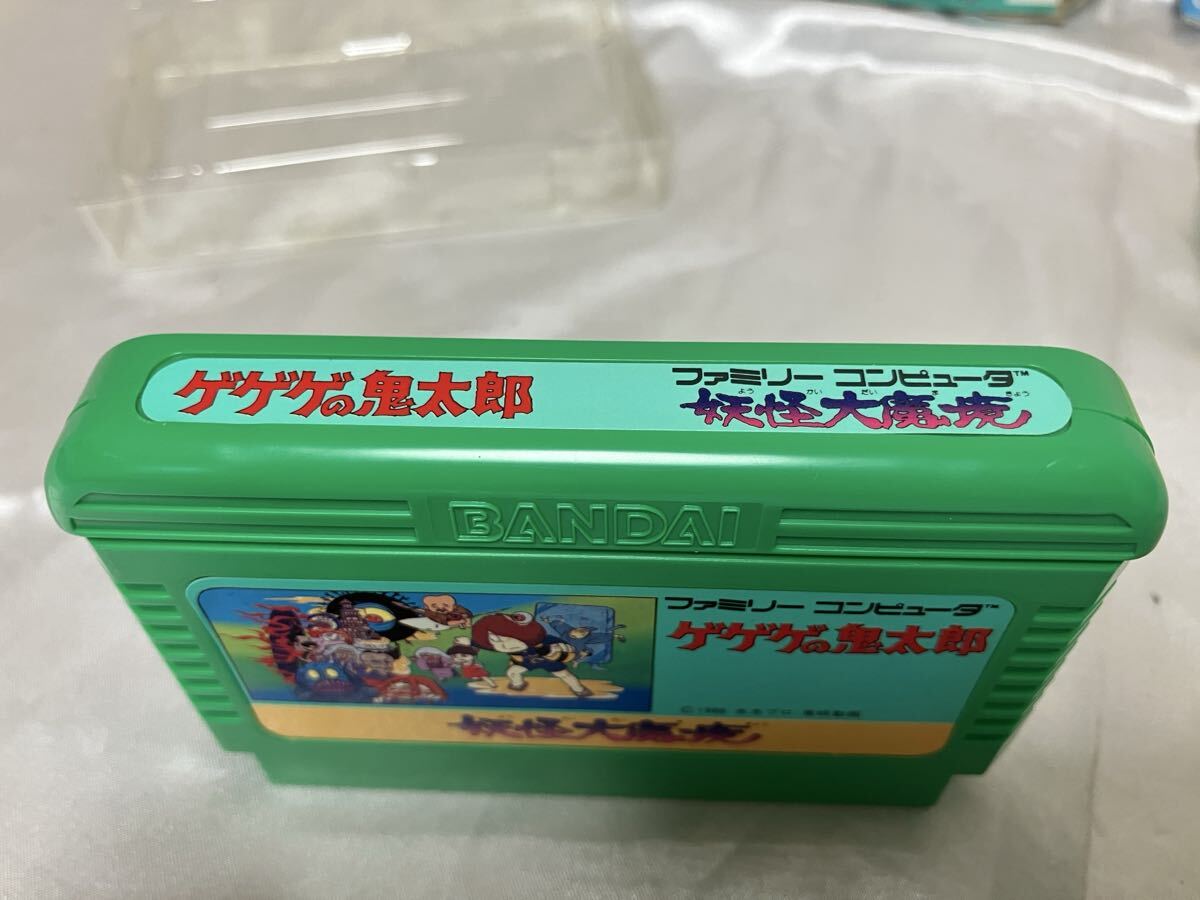 ゲゲゲの鬼太郎
ファミリー コンピュータ™
よう かい だい ま きょう
妖怪大魔境
BANDAI
ファミリー コンピュータ™
ゲゲゲの鬼太郎
妖怪大魔境